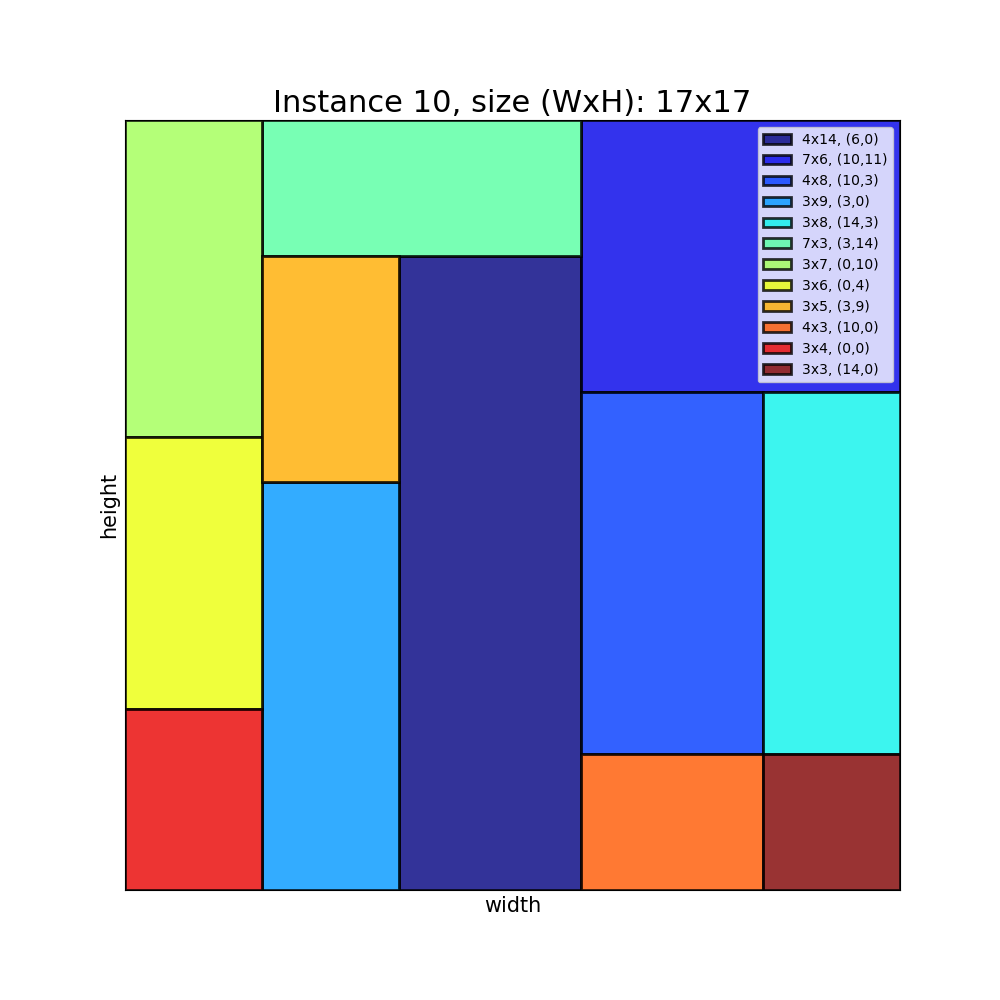 Instance 10, size (WxH): 17x17
4x14, (6,0)
7x6, (10,11)
4x8, (10,3)
3x9, (3,0)
3x8, (14,3)
7x3, (3,14)
3x7, (0,10)
3x6, (0,4)
3x5, (3,9)
4x3, (10,0)
3x4, (0,0)
3x3, (14,0)
height
width